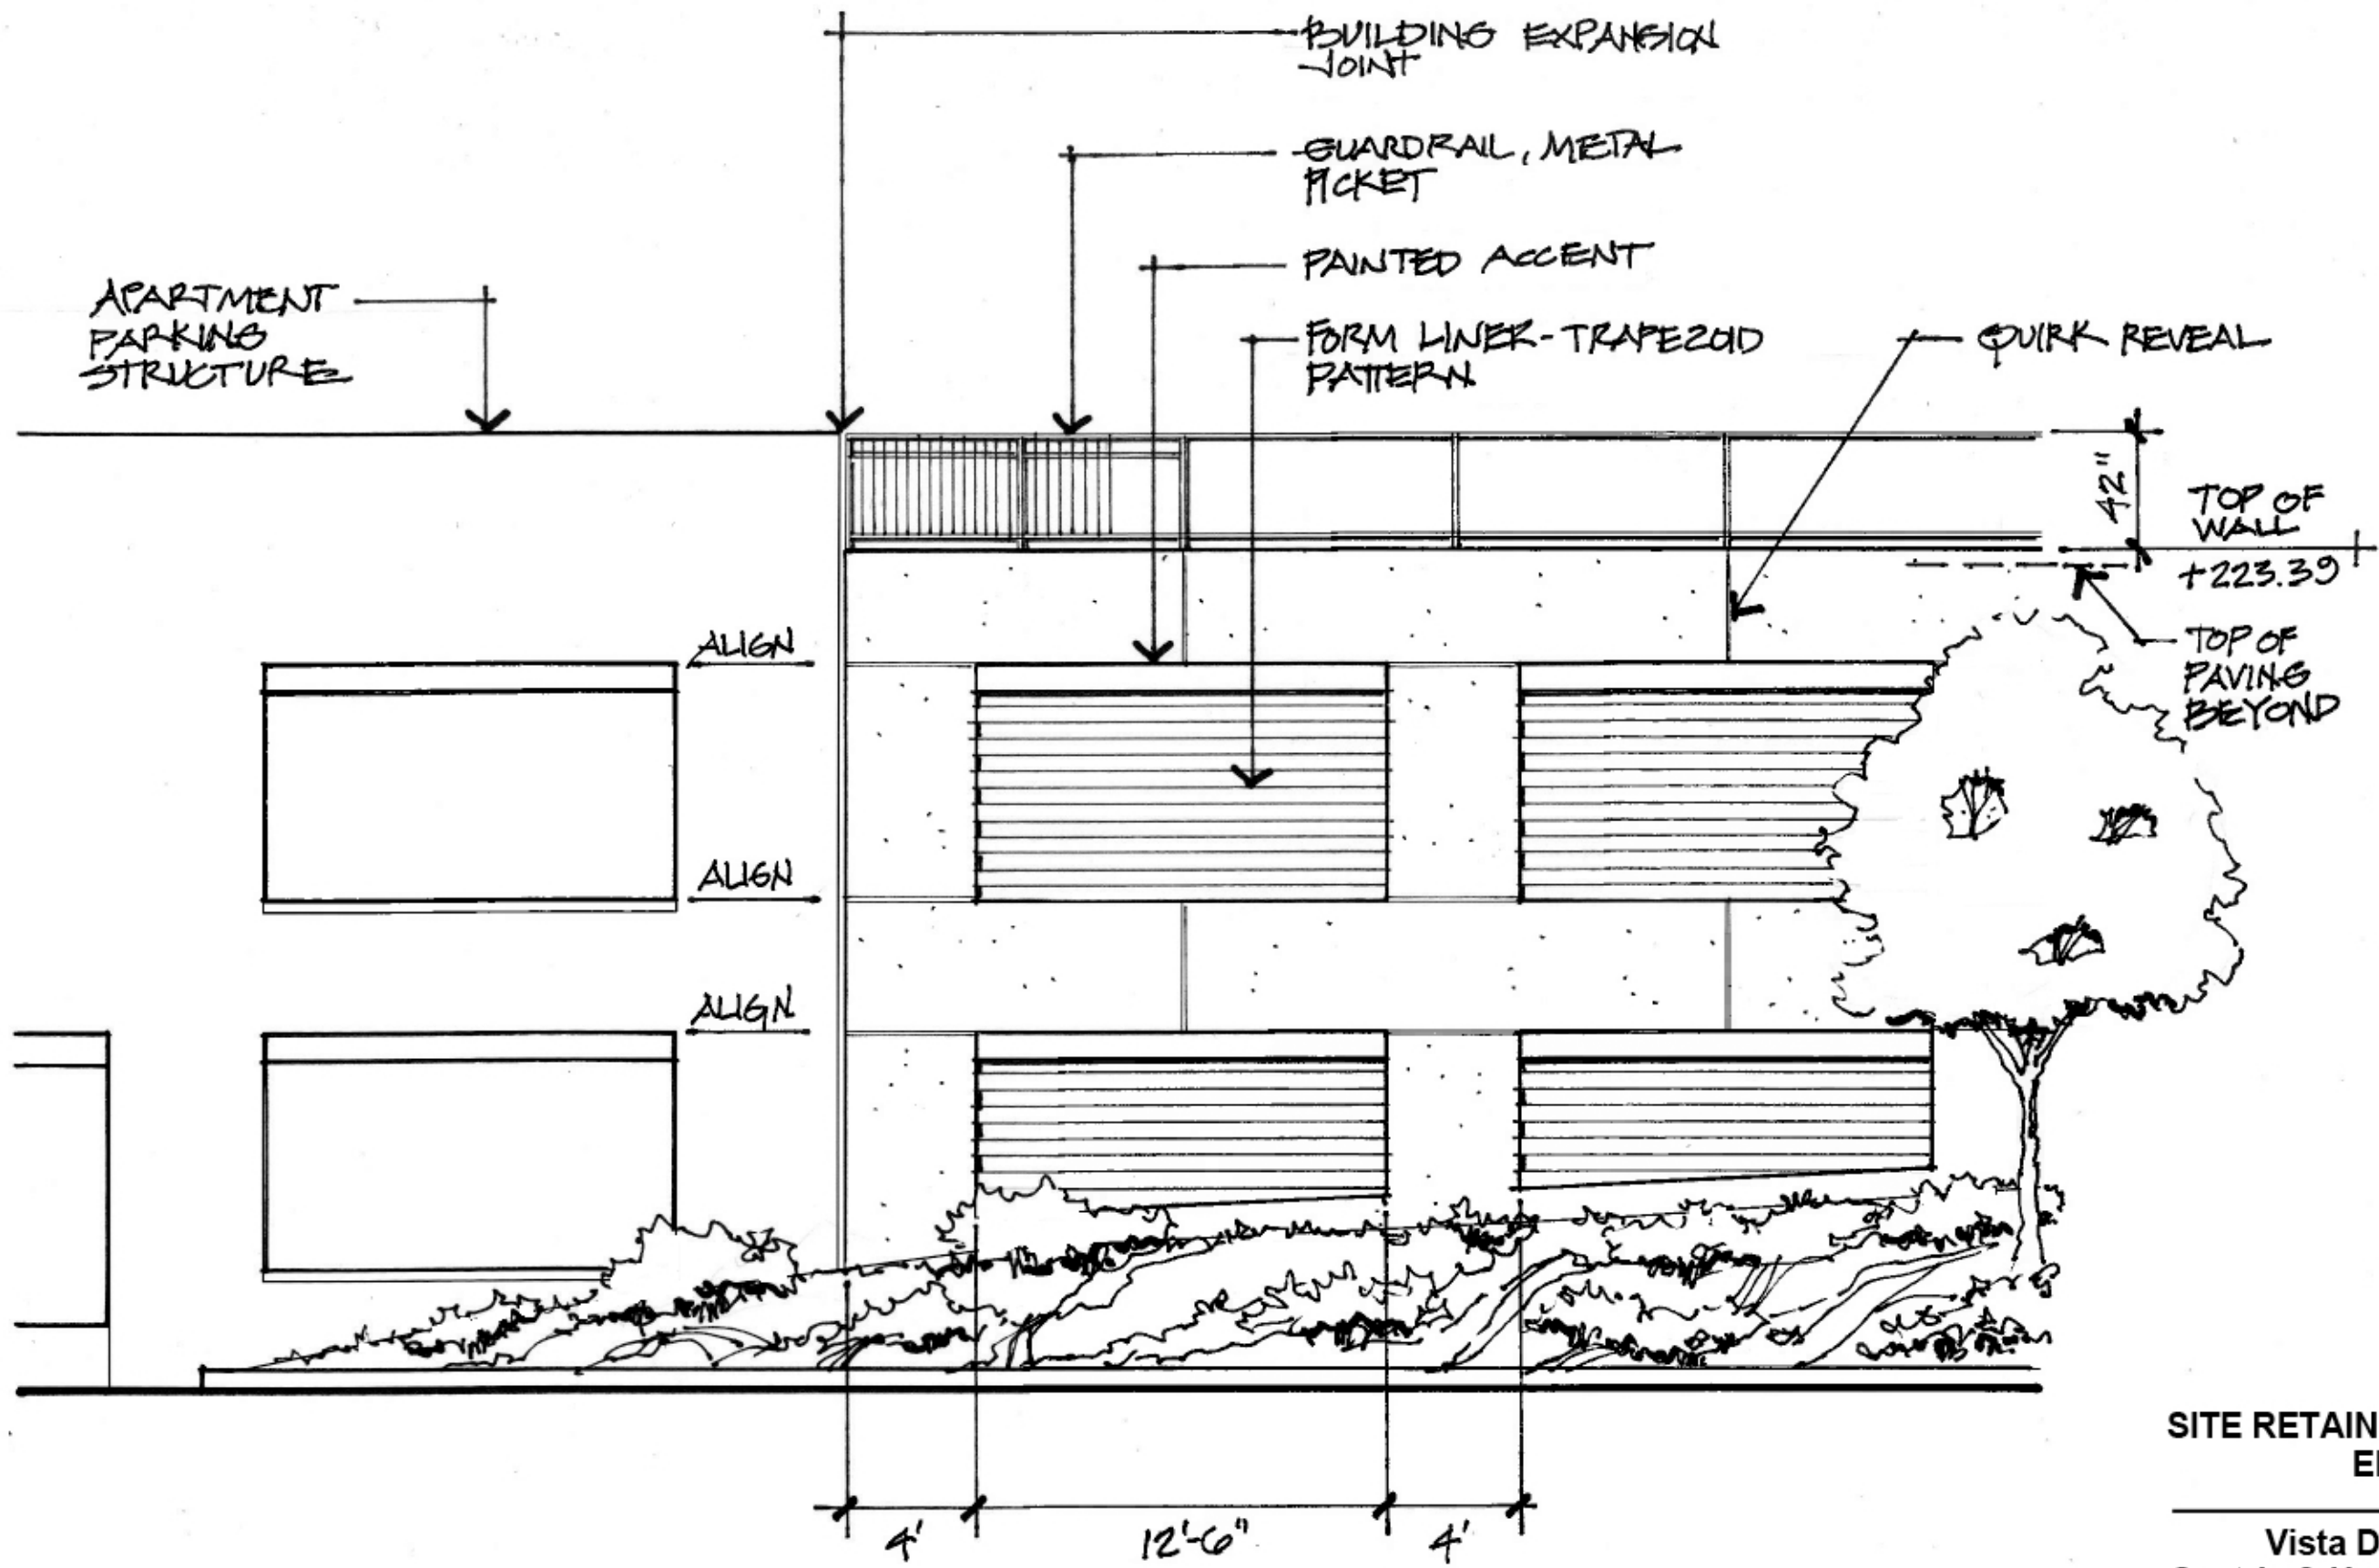 BUILDING EXPANSION
JOINT
GUARDRAIL, METAL
PICKET
PAINTED ACCENT
APARTMENT
PARKING
STRUCTURE
FORM LINER-TRAPEZOID
PATTERN
QUIRK REVEAL
42"
TOP OF
WALL
+223.39
TOP OF
PAVING
BEYOND
ALIGN
ALIGN
ALIGN
4'
12'-6"
4'
SITE RETAIN
Vista D